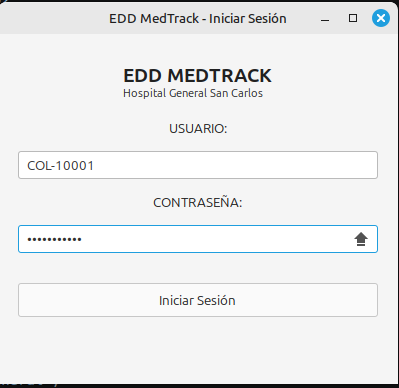 EDD MedTrack - Iniciar Sesión
EDD MEDTRACK
Hospital General San Carlos
USUARIO:
COL-10001
CONTRASEÑA:
•••••••••••
Iniciar Sesión